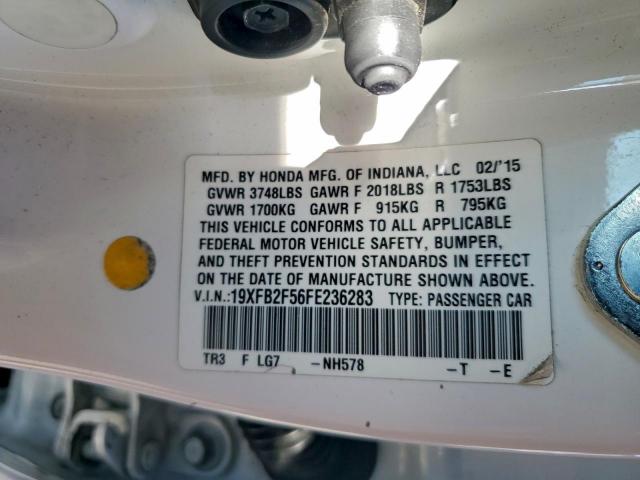 MFD. BY HONDA MFG. OF INDIANA, LLC 02/'15
GVWR 3748LBS GAWR F 2018LBS R 1753LBS
GVWR 1700KG GAWR F 915KG R 795KG
THIS VEHICLE CONFORMS TO ALL APPLICABLE
FEDERAL MOTOR VEHICLE SAFETY, BUMPER,
AND THEFT PREVENTION STANDARDS IN EFFECT
ON THE DATE OF MANUFACTURE SHOWN ABOVE.
V.I.N.:19XFB2F56FE236283 TYPE: PASSENGER CAR
TR3 F LG7 -NH578 -T -E